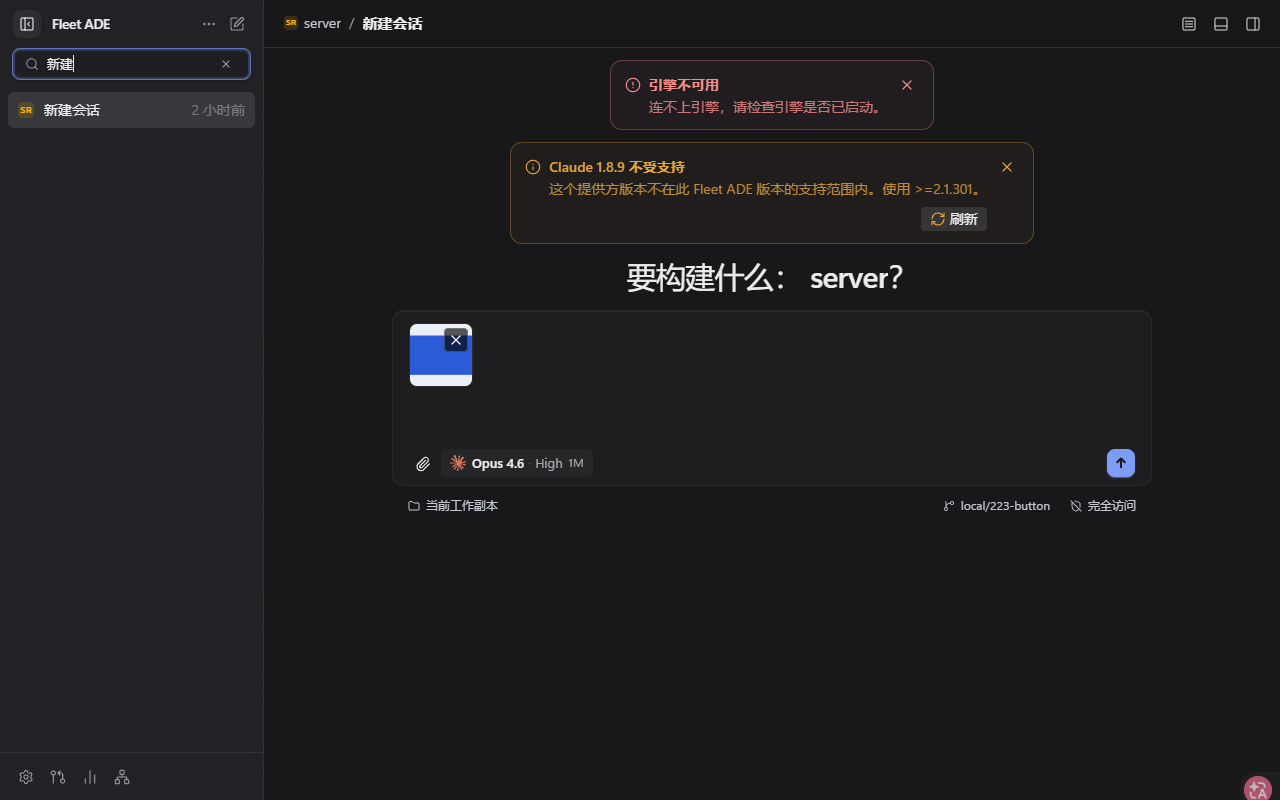 Fleet ADE
新建
SR 新建会话 2 小时前
SR server / 新建会话
引擎不可用
连不上引擎，请检查引擎是否已启动。
Claude 1.8.9 不受支持
这个提供方版本不在此 Fleet ADE 版本的支持范围内。使用 >=2.1.301。
刷新
要构建什么： server？
Opus 4.6 · High 1M
当前工作副本
local/223-button
完全访问